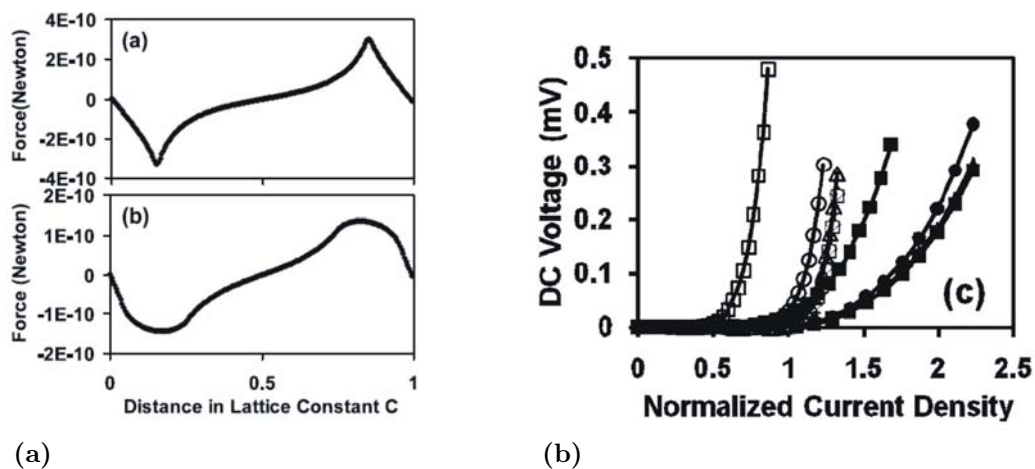 4E-10
(a)
2E-10
0
-2E-10
4E-10
Force(Newton)
2E-10
(b)
1E-10
0
-1E-10
-2E-10
Force (Newton)
0 0.5 1
Distance in Lattice Constant C
0.5
0.4
0.3
0.2
0.1
0
DC Voltage (mV)
(c)
0 0.5 1 1.5 2 2.5
Normalized Current Density
(a) (b)